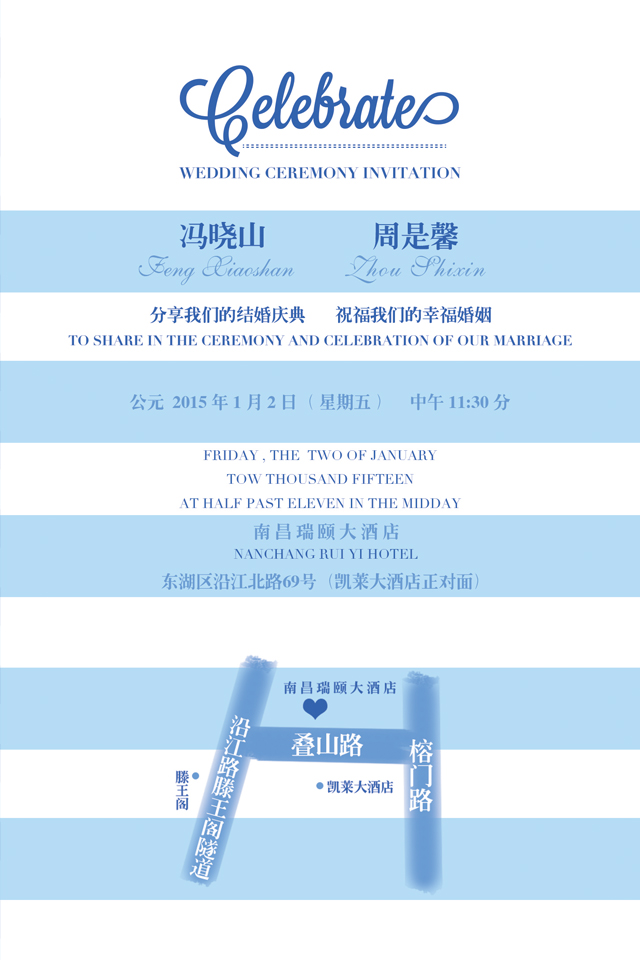 Celebrate
WEDDING CEREMONY INVITATION
冯晓山 周是馨
Feng Xiaoshan Zhou Shixin
分享我们的结婚庆典 祝福我们的幸福婚姻
TO SHARE IN THE CEREMONY AND CELEBRATION OF OUR MARRIAGE
公元 2015 年 1 月 2 日（星期五） 中午 11:30 分
FRIDAY , THE TWO OF JANUARY
TOW THOUSAND FIFTEEN
AT HALF PAST ELEVEN IN THE MIDDAY
南昌瑞颐大酒店
NANCHANG RUI YI HOTEL
东湖区沿江北路69号（凯莱大酒店正对面）
南昌瑞颐大酒店
叠山路
沿江路滕王阁隧道
榕门路
滕王阁
凯莱大酒店